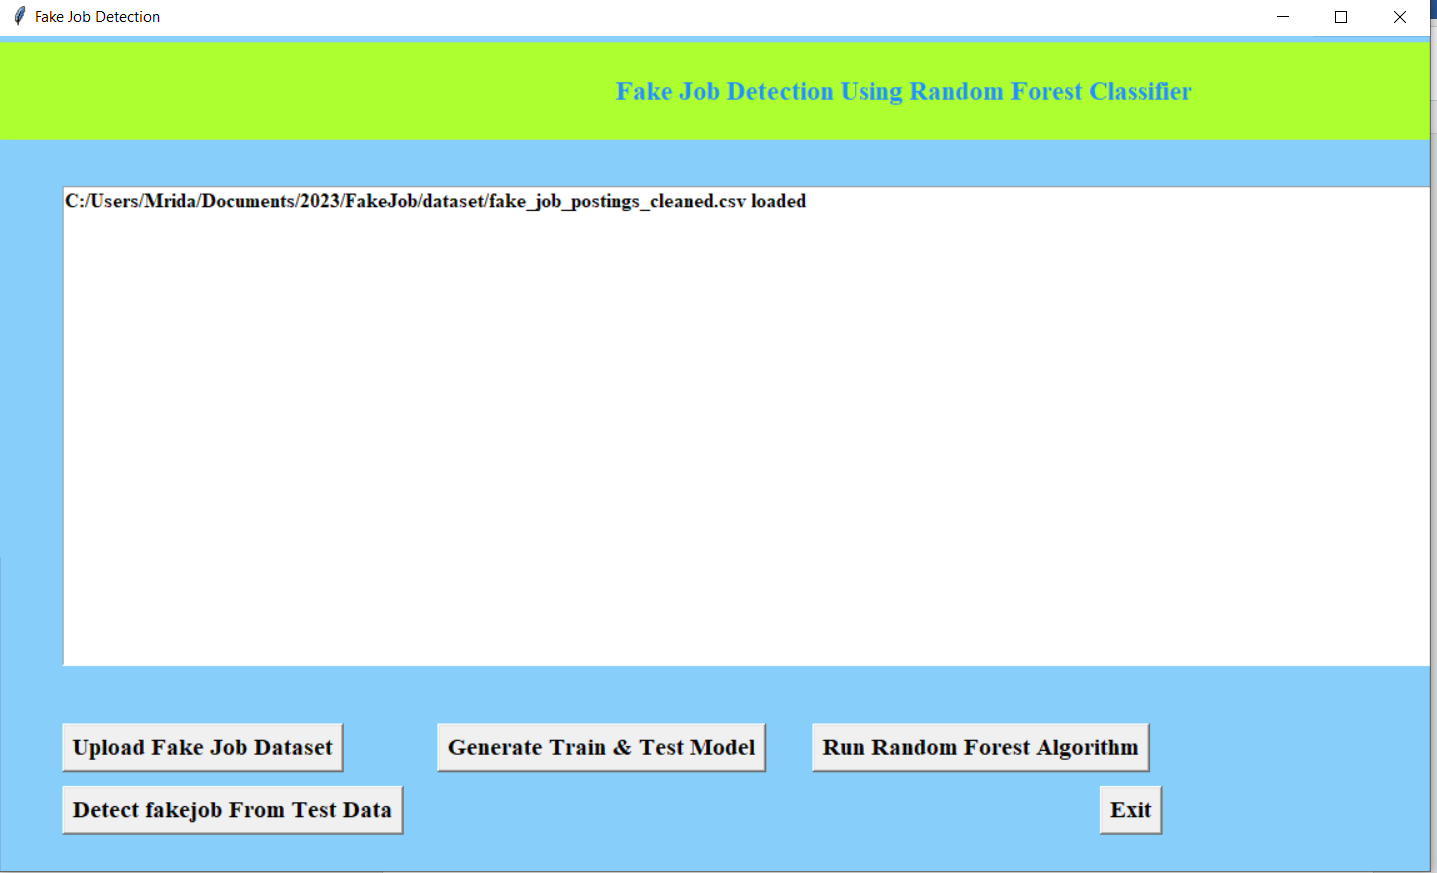 Fake Job Detection
Fake Job Detection Using Random Forest Classifier
C:/Users/Mrida/Documents/2023/FakeJob/dataset/fake_job_postings_cleaned.csv loaded
Upload Fake Job Dataset
Generate Train & Test Model
Run Random Forest Algorithm
Detect fakejob From Test Data
Exit